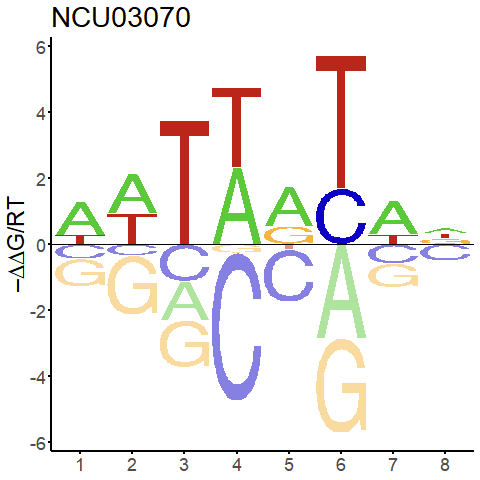 NCU03070
6
4
2
0
-2
-4
-6
−ΔΔG/RT
A A T T A T A A
T T A G C T
C C C G C A C C
G G A C G G
G
1 2 3 4 5 6 7 8